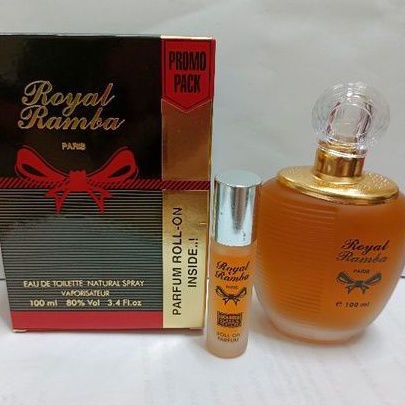 PROMO
PACK
Royal
Ramba
PARIS
PARFUM ROLL-ON
INSIDE..!
EAU DE TOILETTE NATURAL SPRAY
VAPORISATEUR
100 ml 80% Vol 3.4 Fl.oz
Royal
Ramba
PARIS
ROLL ON
PARFUM
Royal
Ramba
PARIS
e 100 ml